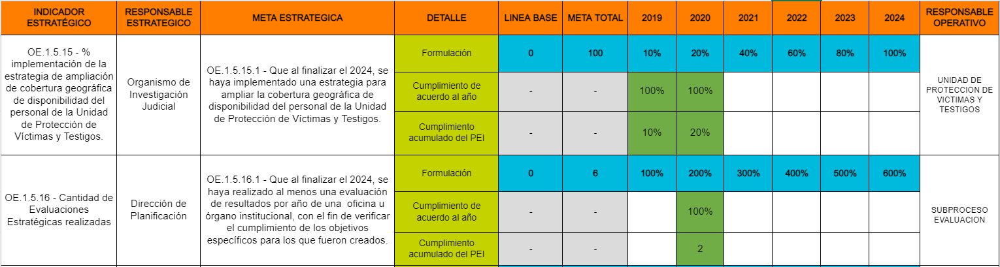 INDICADOR
ESTRATÉGICO
RESPONSABLE
ESTRATEGICO
META ESTRATEGICA
DETALLE
LINEA BASE
META TOTAL
2019
2020
2021
2022
2023
2024
RESPONSABLE
OPERATIVO
OE.1.5.15 - %
implementación de la
estrategia de ampliación
de cobertura geográfica
de disponibilidad del
personal de la Unidad
de Protección de
Víctimas y Testigos.
Organismo de
Investigación
Judicial
OE.1.5.15.1 - Que al finalizar el 2024, se
haya implementado una estrategia para
ampliar la cobertura geográfica de
disponibilidad del personal de la Unidad
de Protección de Víctimas y Testigos.
Formulación
0
100
10%
20%
40%
60%
80%
100%
Cumplimiento de
acuerdo al año
-
-
100%
100%
Cumplimiento
acumulado del PEI
-
-
10%
20%
UNIDAD DE
PROTECCION DE
VICTIMAS Y
TESTIGOS
OE.1.5.16 - Cantidad de
Evaluaciones
Estratégicas realizadas
Dirección de
Planificación
OE.1.5.16.1 - Que al finalizar el 2024, se
haya realizado al menos una evaluación
de resultados por año de una oficina u
órgano institucional, con el fin de verificar
el cumplimiento de los objetivos
específicos para los que fueron creados.
Formulación
0
6
100%
200%
300%
400%
500%
600%
Cumplimiento de
acuerdo al año
-
-
100%
Cumplimiento
acumulado del PEI
-
-
2
SUBPROCESO
EVALUACION